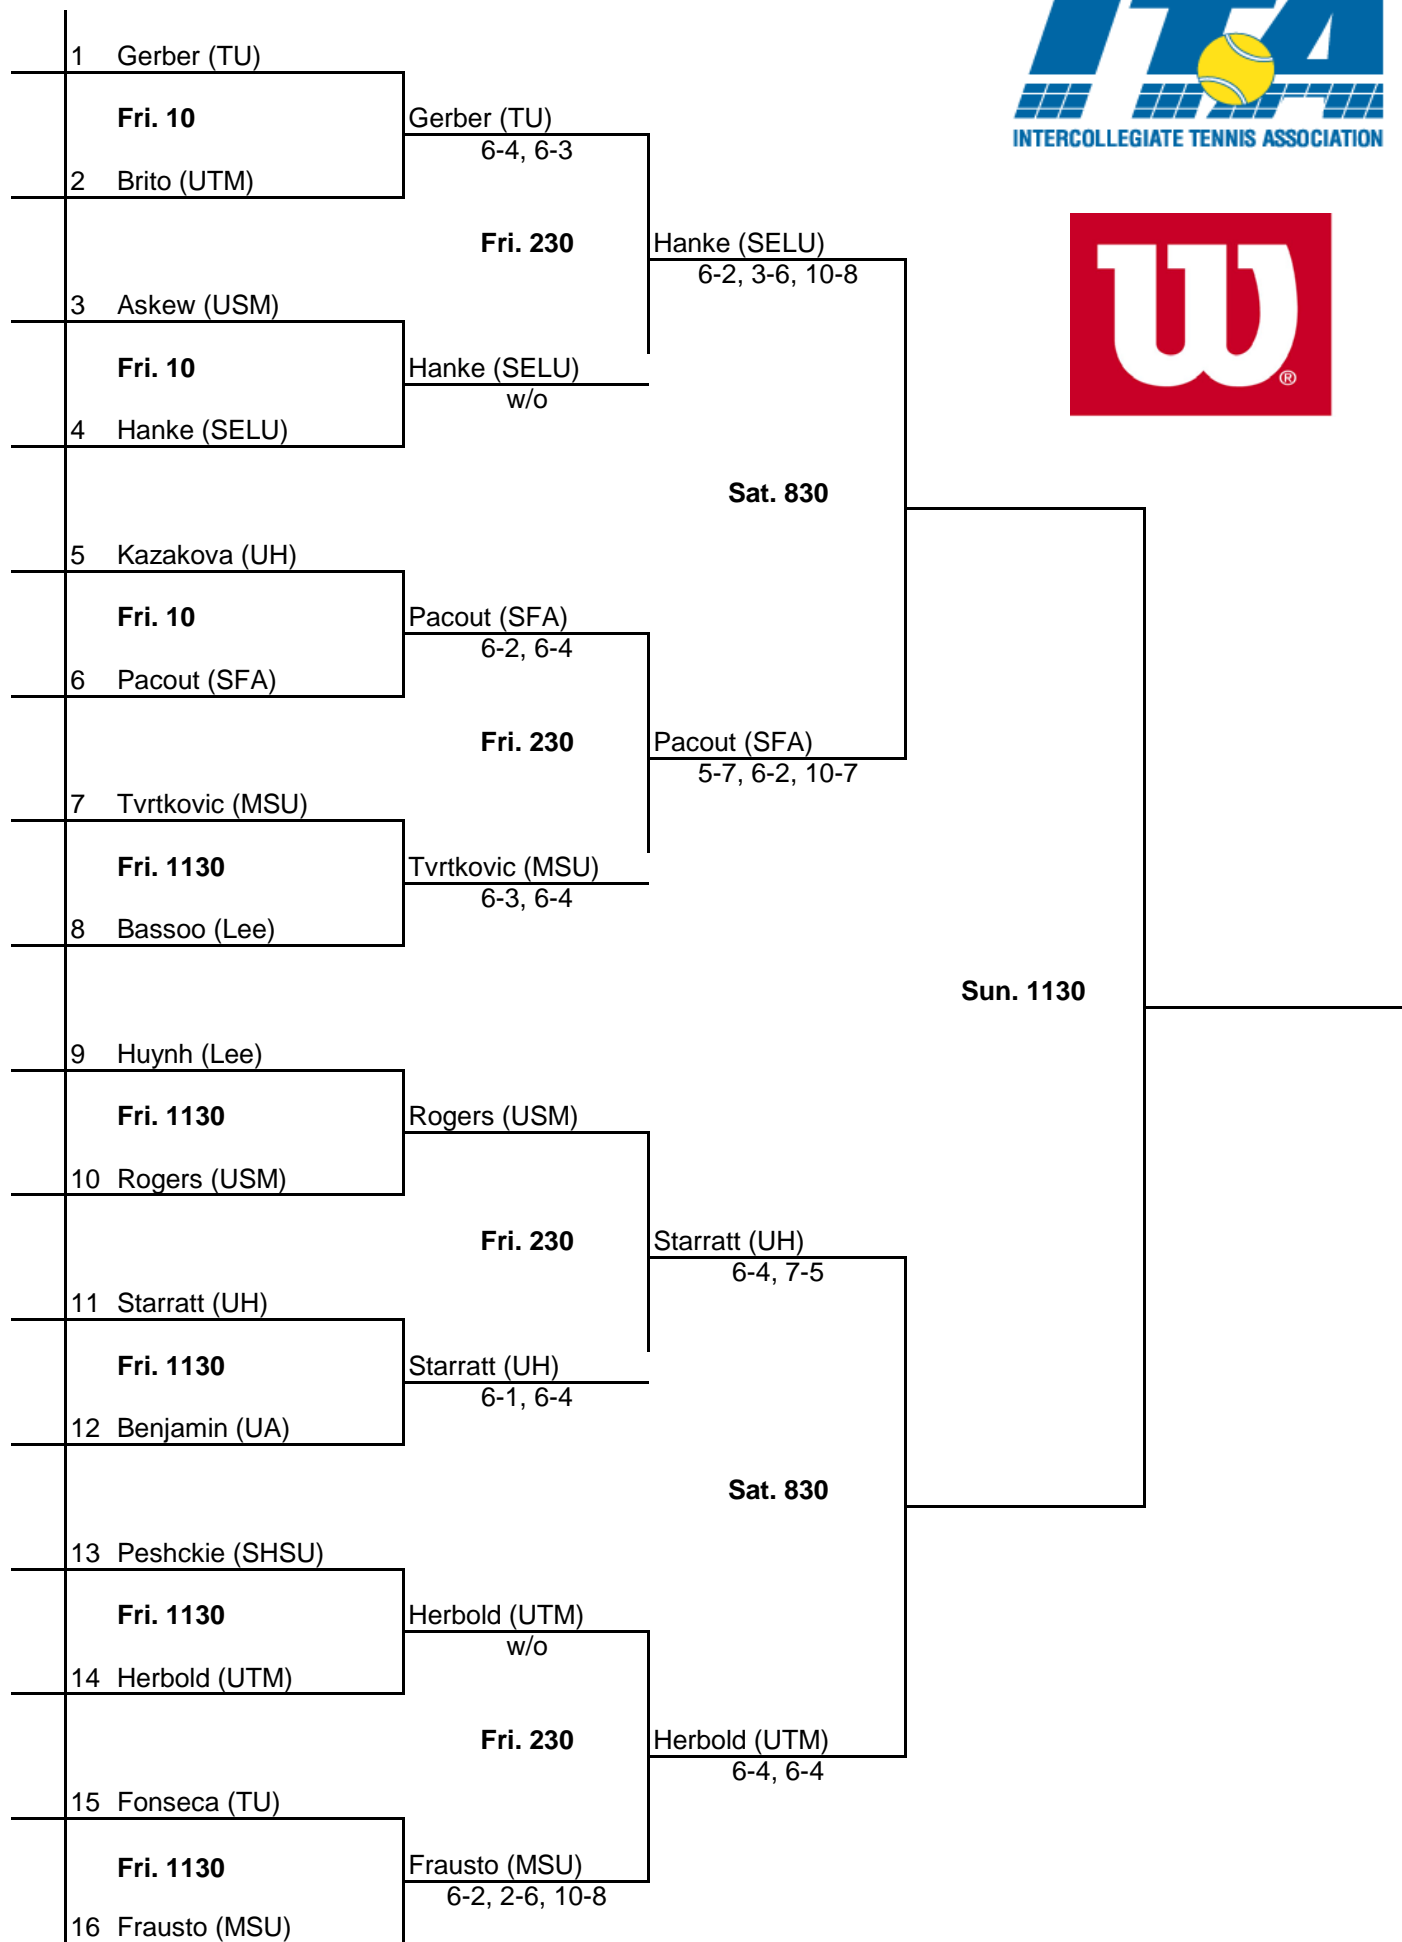 ITA
INTERCOLLEGIATE TENNIS ASSOCIATION
W
®
1 Gerber (TU)
Fri. 10
Gerber (TU)
6-4, 6-3
2 Brito (UTM)
Fri. 230
Hanke (SELU)
6-2, 3-6, 10-8
3 Askew (USM)
Fri. 10
Hanke (SELU)
w/o
4 Hanke (SELU)
Sat. 830
5 Kazakova (UH)
Fri. 10
Pacout (SFA)
6-2, 6-4
6 Pacout (SFA)
Fri. 230
Pacout (SFA)
5-7, 6-2, 10-7
7 Tvrtkovic (MSU)
Fri. 1130
Tvrtkovic (MSU)
6-3, 6-4
8 Bassoo (Lee)
Sun. 1130
9 Huynh (Lee)
Fri. 1130
Rogers (USM)
10 Rogers (USM)
Fri. 230
Starratt (UH)
6-4, 7-5
11 Starratt (UH)
Fri. 1130
Starratt (UH)
6-1, 6-4
12 Benjamin (UA)
Sat. 830
13 Peshckie (SHSU)
Fri. 1130
Herbold (UTM)
w/o
14 Herbold (UTM)
Fri. 230
Herbold (UTM)
6-4, 6-4
15 Fonseca (TU)
Fri. 1130
Frausto (MSU)
6-2, 2-6, 10-8
16 Frausto (MSU)